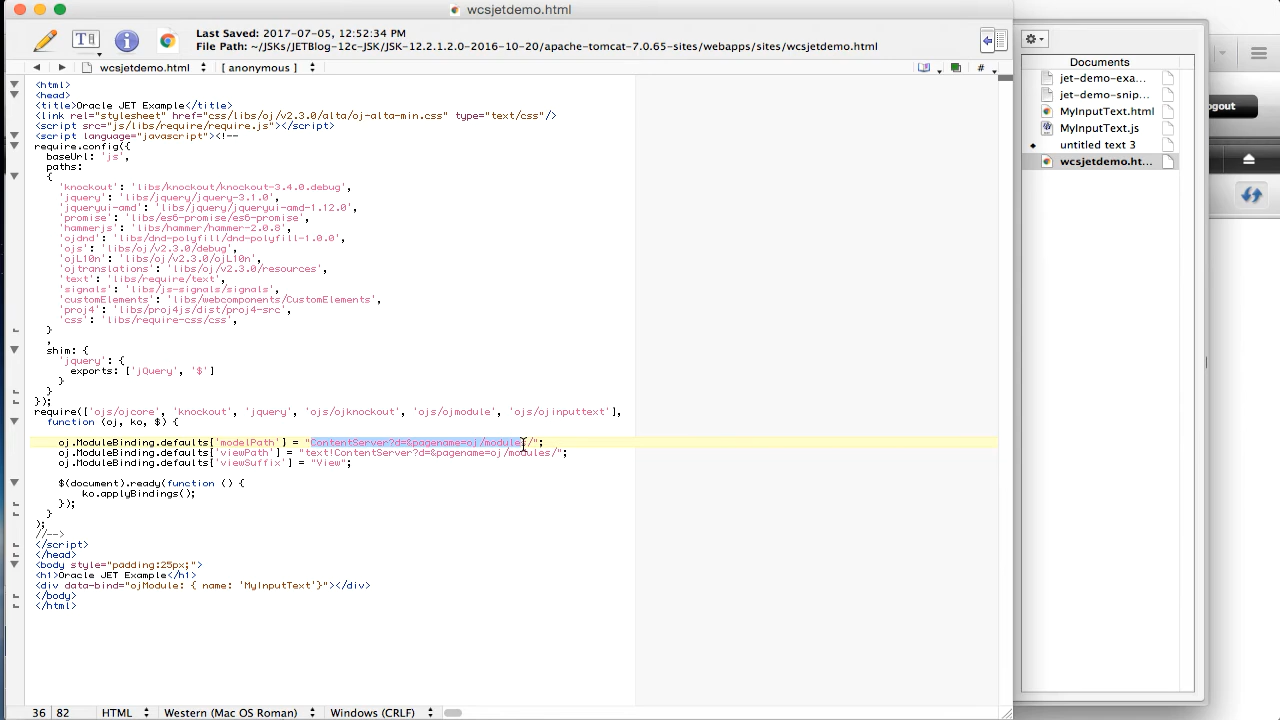 wcsjetdemo.html
Last Saved: 2017-07-05, 12:52:34 PM
File Path: ~/JSKs/JETBlog-12c-JSK/JSK-12.2.1.2.0-2016-10-20/apache-tomcat-7.0.65-sites/webapps/sites/wcsjetdemo.html
wcsjetdemo.html
[ anonymous ]
#
<html>
<head>
<title>Oracle JET Example</title>
<link rel="stylesheet" href="css/libs/oj/v2.3.0/alta/oj-alta-min.css" type="text/css"/>
<script src="js/libs/require/require.js"></script>
<script language="javascript"><!--
require.config({
baseUrl: 'js',
paths:
{
'knockout': 'libs/knockout/knockout-3.4.0.debug',
'jquery': 'libs/jquery/jquery-3.1.0',
'jqueryui-amd': 'libs/jquery/jqueryui-amd-1.12.0',
'promise': 'libs/es6-promise/es6-promise',
'hammerjs': 'libs/hammer/hammer-2.0.8',
'ojdnd': 'libs/dnd-polyfill/dnd-polyfill-1.0.0',
'ojs': 'libs/oj/v2.3.0/debug',
'ojL10n': 'libs/oj/v2.3.0/ojL10n',
'ojtranslations': 'libs/oj/v2.3.0/resources',
'text': 'libs/require/text',
'signals': 'libs/js-signals/signals',
'customElements': 'libs/webcomponents/CustomElements',
'proj4': 'libs/proj4js/dist/proj4-src',
'css': 'libs/require-css/css',
}
,
shim: {
'jquery': {
exports: ['jQuery', '$']
}
}
});
require(['ojs/ojcore', 'knockout', 'jquery', 'ojs/ojknockout', 'ojs/ojmodule', 'ojs/ojinputtext'],
function (oj, ko, $) {
oj.ModuleBinding.defaults['modelPath'] = "ContentServer?d=&pagename=oj/modules/";
oj.ModuleBinding.defaults['viewPath'] = "text!ContentServer?d=&pagename=oj/modules/";
oj.ModuleBinding.defaults['viewSuffix'] = "View";
$(document).ready(function () {
ko.applyBindings();
});
}
);
//-->
</script>
</head>
<body style="padding:25px;">
<h1>Oracle JET Example</h1>
<div data-bind="ojModule: { name: 'MyInputText'}"></div>
</body>
</html>
36 82 HTML Western (Mac OS Roman) Windows (CRLF)
Documents
jet-demo-exa...
jet-demo-snip...
MyInputText.html
MyInputText.js
untitled text 3
wcsjetdemo.ht...